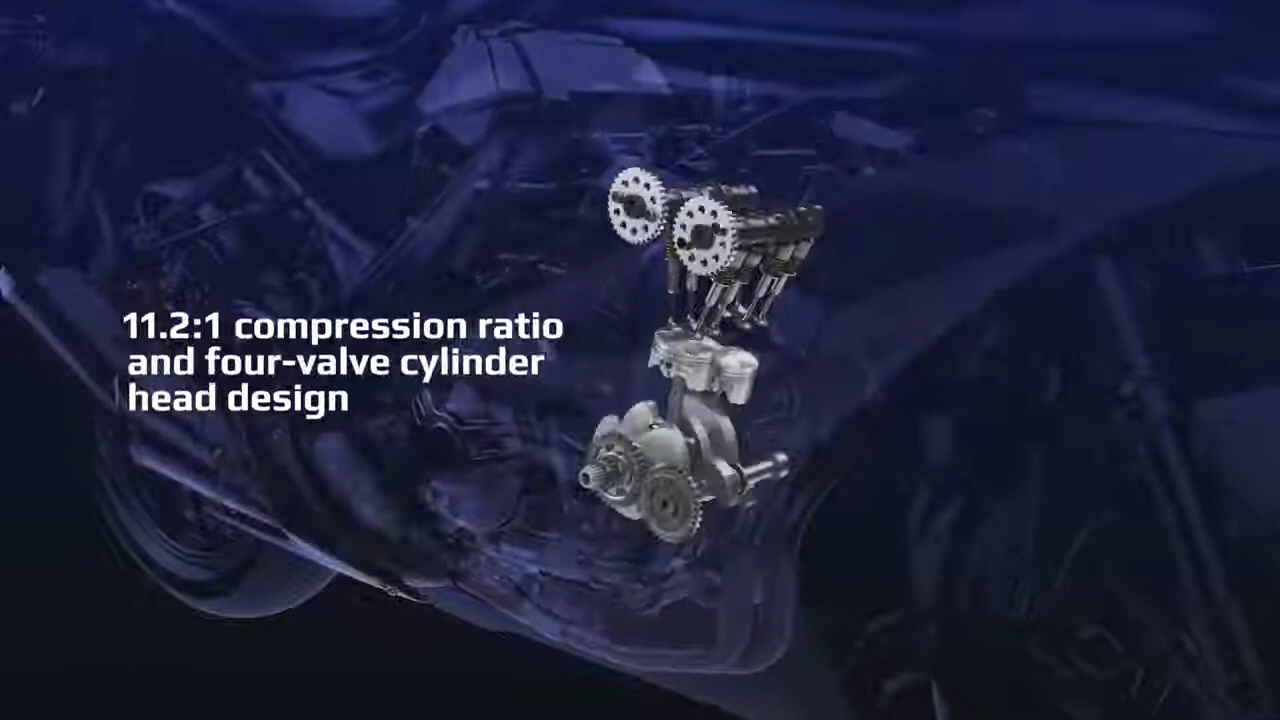 11.2:1 compression ratio
and four-valve cylinder
head design